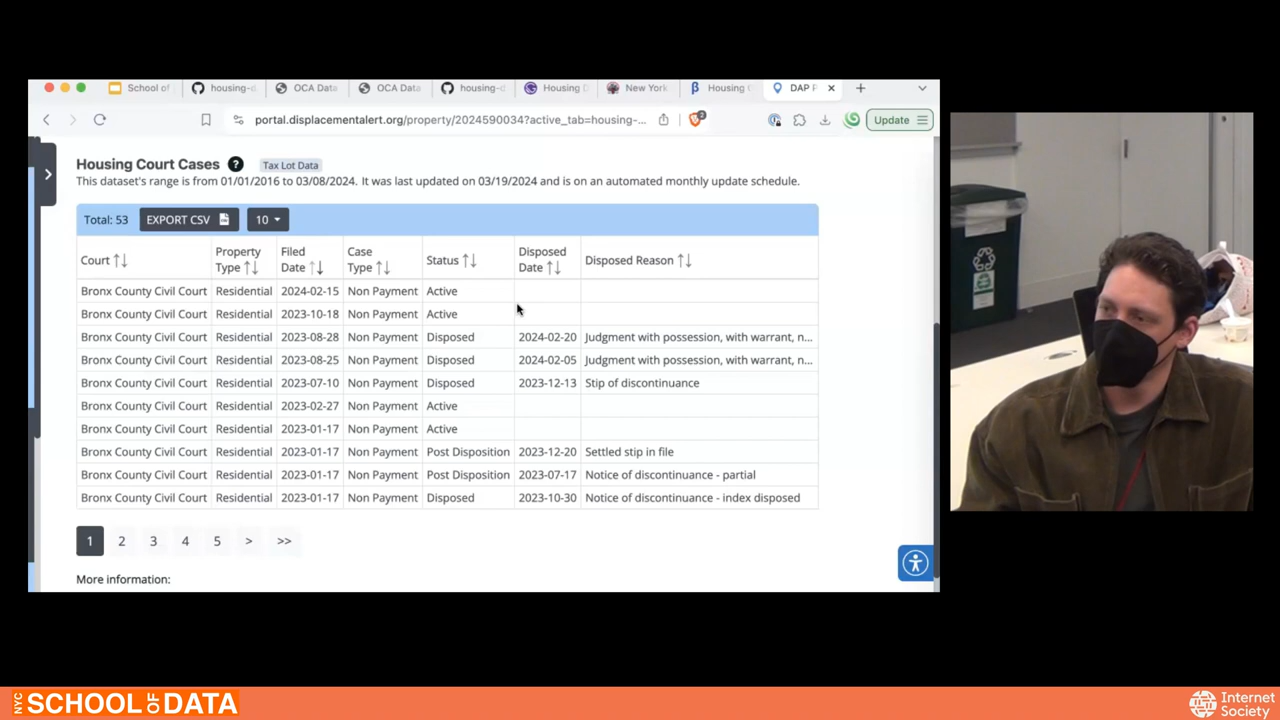 School of
housing-d
OCA Data
OCA Data
housing-d
Housing D
New York
Housing
DAP P
portal.displacementalert.org/property/2024590034?active_tab=housing-...
2
Update
Housing Court Cases ? Tax Lot Data
This dataset's range is from 01/01/2016 to 03/08/2024. It was last updated on 03/19/2024 and is on an automated monthly update schedule.
Total: 53 EXPORT CSV 10
Court Property Type Filed Date Case Type Status Disposed Date Disposed Reason
Bronx County Civil Court Residential 2024-02-15 Non Payment Active
Bronx County Civil Court Residential 2023-10-18 Non Payment Active
Bronx County Civil Court Residential 2023-08-28 Non Payment Disposed 2024-02-20 Judgment with possession, with warrant, n...
Bronx County Civil Court Residential 2023-08-25 Non Payment Disposed 2024-02-05 Judgment with possession, with warrant, n...
Bronx County Civil Court Residential 2023-07-10 Non Payment Disposed 2023-12-13 Stip of discontinuance
Bronx County Civil Court Residential 2023-02-27 Non Payment Active
Bronx County Civil Court Residential 2023-01-17 Non Payment Active
Bronx County Civil Court Residential 2023-01-17 Non Payment Post Disposition 2023-12-20 Settled stip in file
Bronx County Civil Court Residential 2023-01-17 Non Payment Post Disposition 2023-07-17 Notice of discontinuance - partial
Bronx County Civil Court Residential 2023-01-17 Non Payment Disposed 2023-10-30 Notice of discontinuance - index disposed
1 2 3 4 5 > >>
More information:
NYC SCHOOL OF DATA
Internet
Society